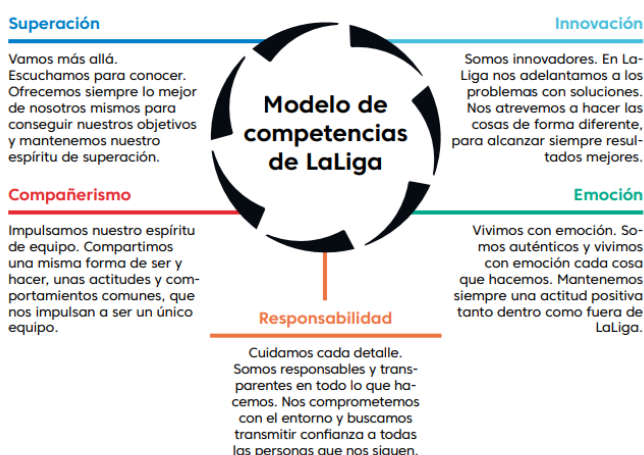 Superación
Vamos más allá.
Escuchamos para conocer.
Ofrecemos siempre lo mejor
de nosotros mismos para
conseguir nuestros objetivos
y mantenemos nuestro
espíritu de superación.
Modelo de
competencias
de LaLiga
Innovación
Somos innovadores. En La-
Liga nos adelantamos a los
problemas con soluciones.
Nos atrevemos a hacer las
cosas de forma diferente,
para alcanzar siempre resul-
tados mejores.
Compañerismo
Impulsamos nuestro espíritu
de equipo. Compartimos
una misma forma de ser y
hacer, unas actitudes y com-
portamientos comunes, que
nos impulsan a ser un único
equipo.
Emoción
Vivimos con emoción. So-
mos auténticos y vivimos
con emoción cada cosa
que hacemos. Mantenemos
siempre una actitud positiva
tanto dentro como fuera de
LaLiga.
Responsabilidad
Cuidamos cada detalle.
Somos responsables y trans-
parentes en todo lo que ha-
cemos. Nos comprometemos
con el entorno y buscamos
transmitir confianza a todas
las personas que nos siguen.